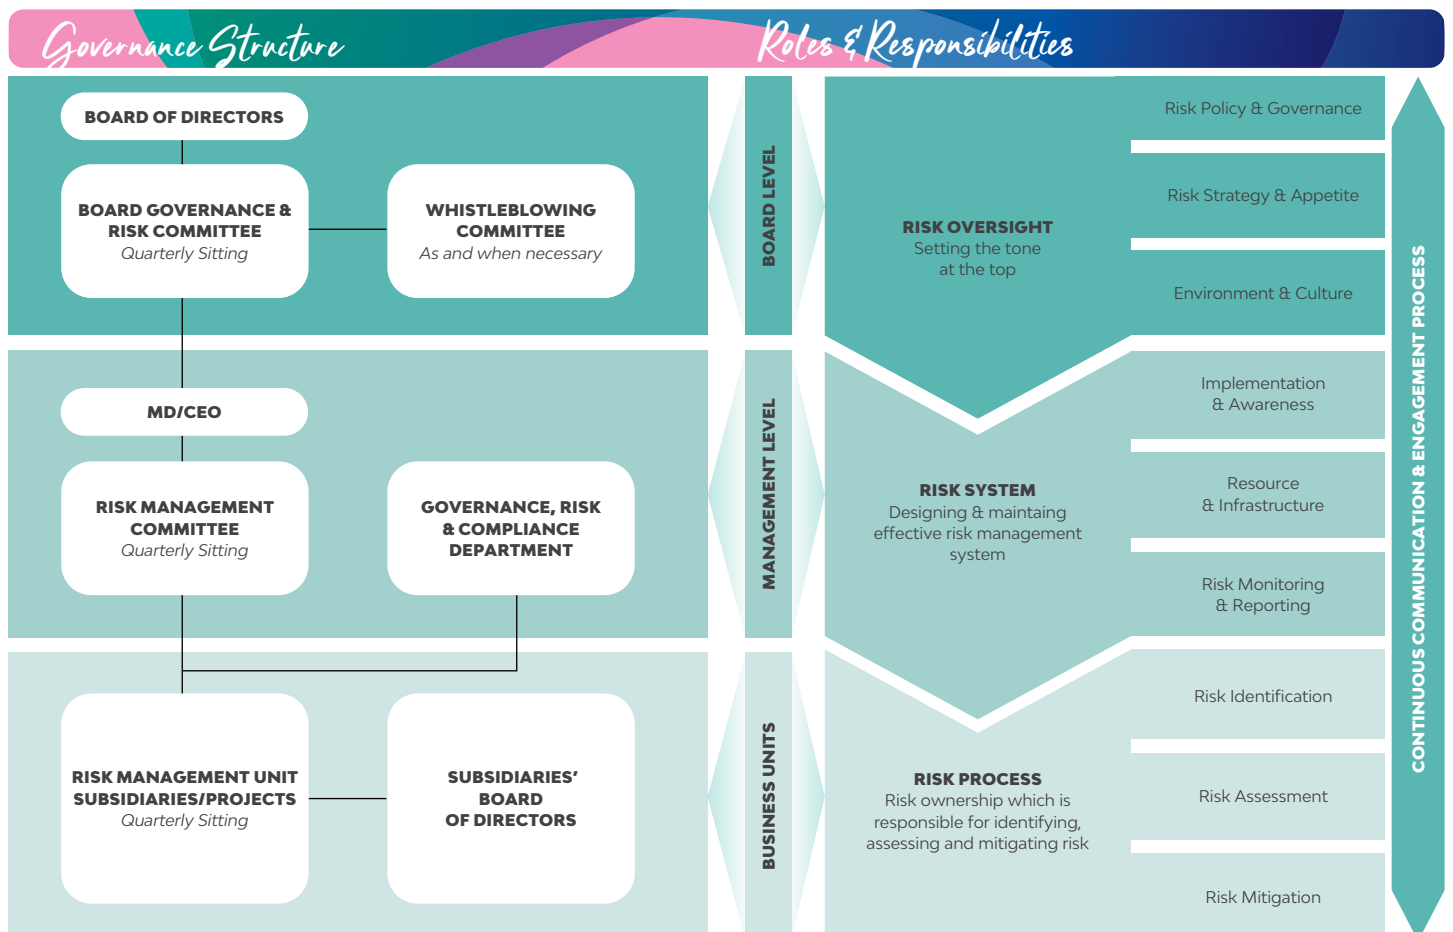 Governance Structure
Roles & Responsibilities
BOARD OF DIRECTORS
BOARD GOVERNANCE &
RISK COMMITTEE
Quarterly Sitting
WHISTLEBLOWING
COMMITTEE
As and when necessary
BOARD LEVEL
RISK OVERSIGHT
Setting the tone
at the top
Risk Policy & Governance
Risk Strategy & Appetite
Environment & Culture
MD/CEO
RISK MANAGEMENT
COMMITTEE
Quarterly Sitting
GOVERNANCE, RISK
& COMPLIANCE
DEPARTMENT
MANAGEMENT LEVEL
RISK SYSTEM
Designing & maintaing
effective risk management
system
Implementation
& Awareness
Resource
& Infrastructure
Risk Monitoring
& Reporting
RISK MANAGEMENT UNIT
SUBSIDIARIES/PROJECTS
Quarterly Sitting
SUBSIDIARIES’
BOARD
OF DIRECTORS
BUSINESS UNITS
RISK PROCESS
Risk ownership which is
responsible for identifying,
assessing and mitigating risk
Risk Identification
Risk Assessment
Risk Mitigation
CONTINUOUS COMMUNICATION & ENGAGEMENT PROCESS